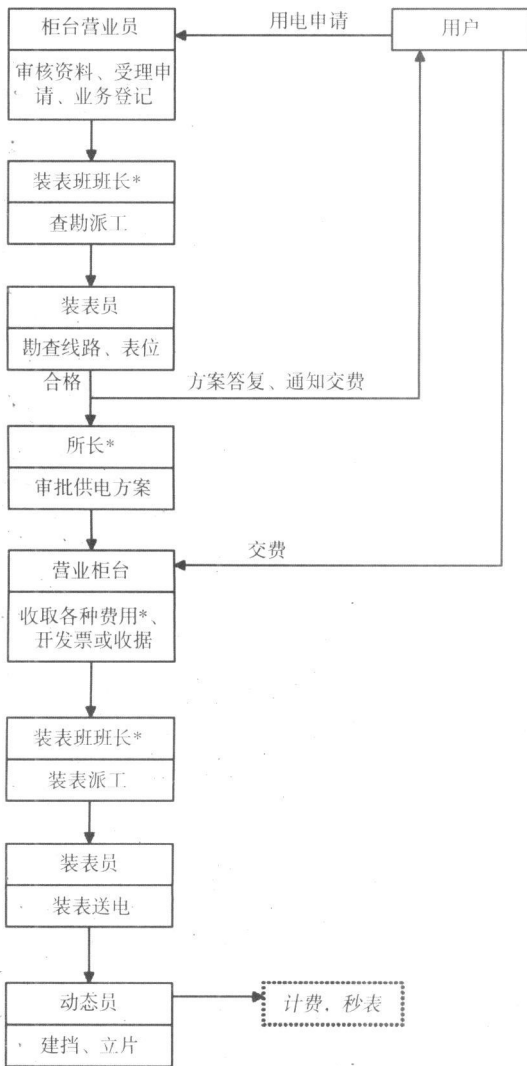 柜台营业员
用电申请
用户
审核资料、受理申
请、业务登记
装表班班长*
查勘派工
装表员
勘查线路、表位
合格
方案答复、通知交费
所长*
审批供电方案
交费
营业柜台
收取各种费用*、
开发票或收据
装表班班长*
装表派工
装表员
装表送电
动态员
计费，秒表
建挡、立片